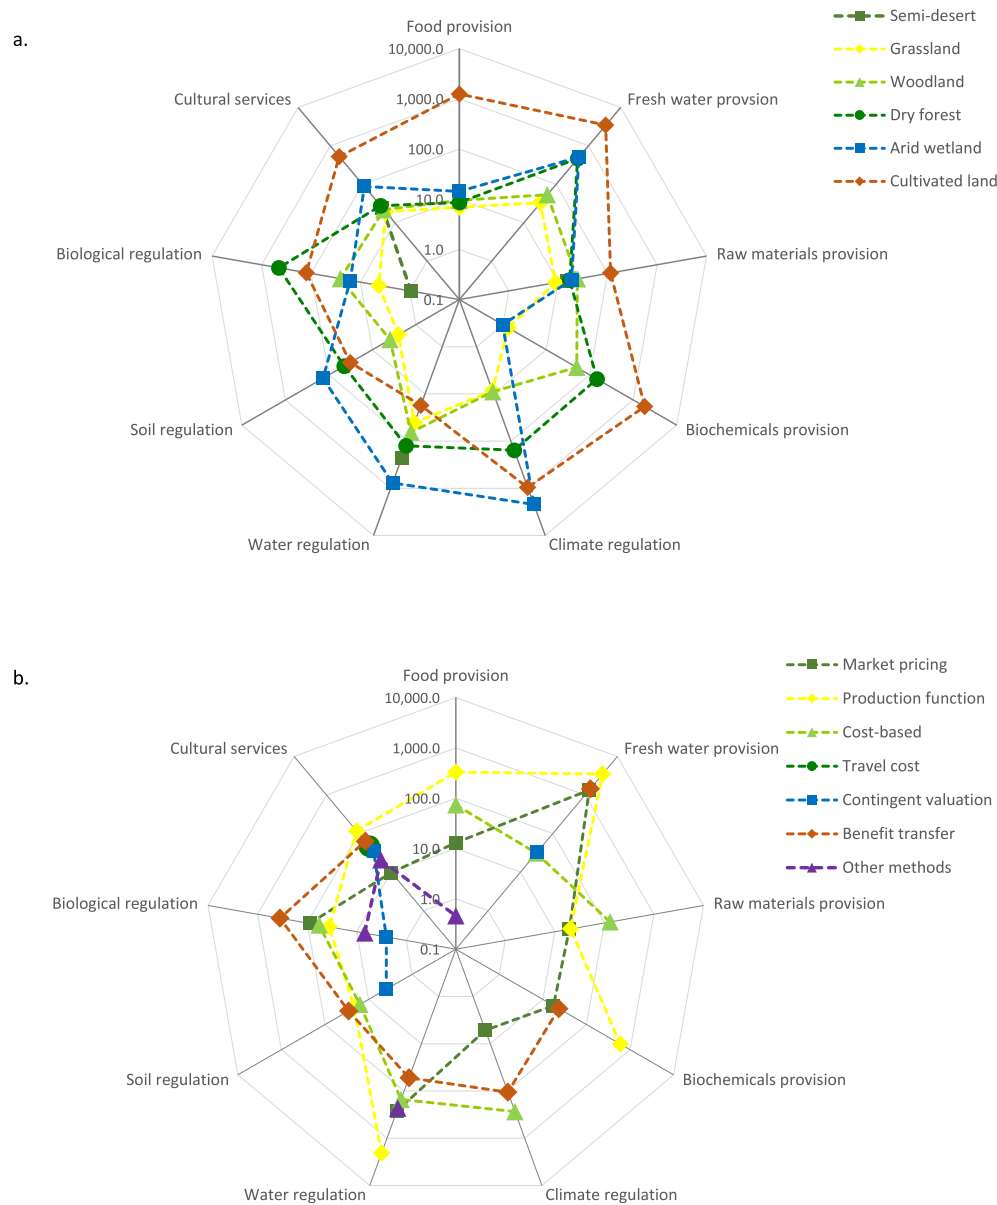 a.
Food provision
10,000.0
1,000.0
100.0
10.0
1.0
0.1
Fresh water provsion
Raw materials provision
Biochemicals provision
Climate regulation
Water regulation
Soil regulation
Biological regulation
Cultural services
Semi-desert
Grassland
Woodland
Dry forest
Arid wetland
Cultivated land
b.
Food provision
10,000.0
1,000.0
100.0
10.0
1.0
0.1
Fresh water provision
Raw materials provision
Biochemicals provision
Climate regulation
Water regulation
Soil regulation
Biological regulation
Cultural services
Market pricing
Production function
Cost-based
Travel cost
Contingent valuation
Benefit transfer
Other methods